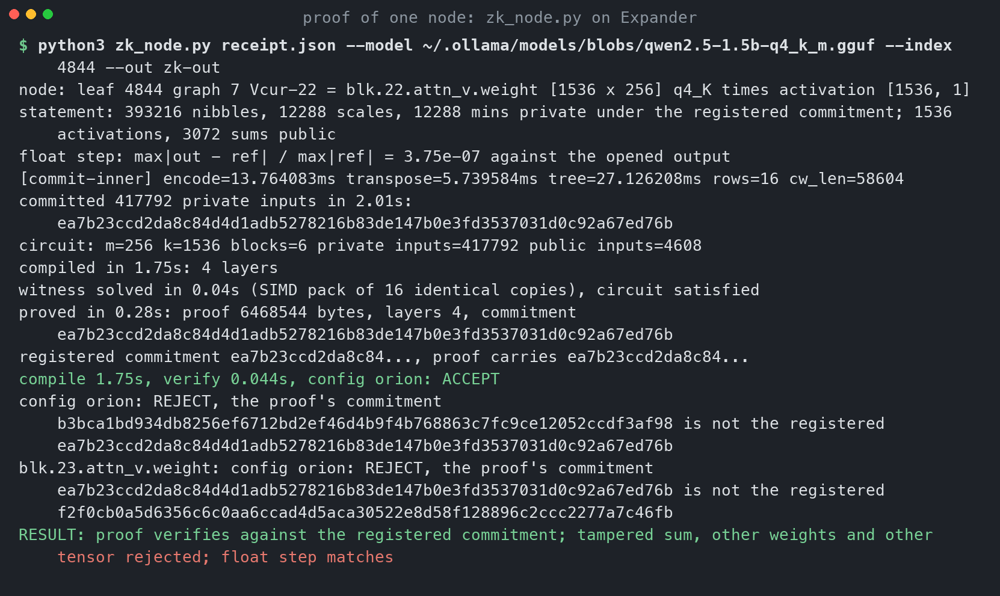 proof of one node: zk_node.py on Expander
$ python3 zk_node.py receipt.json --model ~/.ollama/models/blobs/qwen2.5-1.5b-q4_k_m.gguf --index
4844 --out zk-out
node: leaf 4844 graph 7 Vcur-22 = blk.22.attn_v.weight [1536 x 256] q4_K times activation [1536, 1]
statement: 393216 nibbles, 12288 scales, 12288 mins private under the registered commitment; 1536
activations, 3072 sums public
float step: max|out - ref| / max|ref| = 3.75e-07 against the opened output
[commit-inner] encode=13.764083ms transpose=5.739584ms tree=27.126208ms rows=16 cw_len=58604
committed 417792 private inputs in 2.01s:
ea7b23ccd2da8c84d4d1adb5278216b83de147b0e3fd3537031d0c92a67ed76b
circuit: m=256 k=1536 blocks=6 private inputs=417792 public inputs=4608
compiled in 1.75s: 4 layers
witness solved in 0.04s (SIMD pack of 16 identical copies), circuit satisfied
proved in 0.28s: proof 6468544 bytes, layers 4, commitment
ea7b23ccd2da8c84d4d1adb5278216b83de147b0e3fd3537031d0c92a67ed76b
registered commitment ea7b23ccd2da8c84..., proof carries ea7b23ccd2da8c84...
compile 1.75s, verify 0.044s, config orion: ACCEPT
config orion: REJECT, the proof's commitment
b3bca1bd934db8256ef6712bd2ef46d4b9f4b768863c7fc9ce12052ccdf3af98 is not the registered
ea7b23ccd2da8c84d4d1adb5278216b83de147b0e3fd3537031d0c92a67ed76b
blk.23.attn_v.weight: config orion: REJECT, the proof's commitment
ea7b23ccd2da8c84d4d1adb5278216b83de147b0e3fd3537031d0c92a67ed76b is not the registered
f2f0cb0a5d6356c6c0aa6ccad4d5aca30522e8d58f128896c2ccc2277a7c46fb
RESULT: proof verifies against the registered commitment; tampered sum, other weights and other
tensor rejected; float step matches